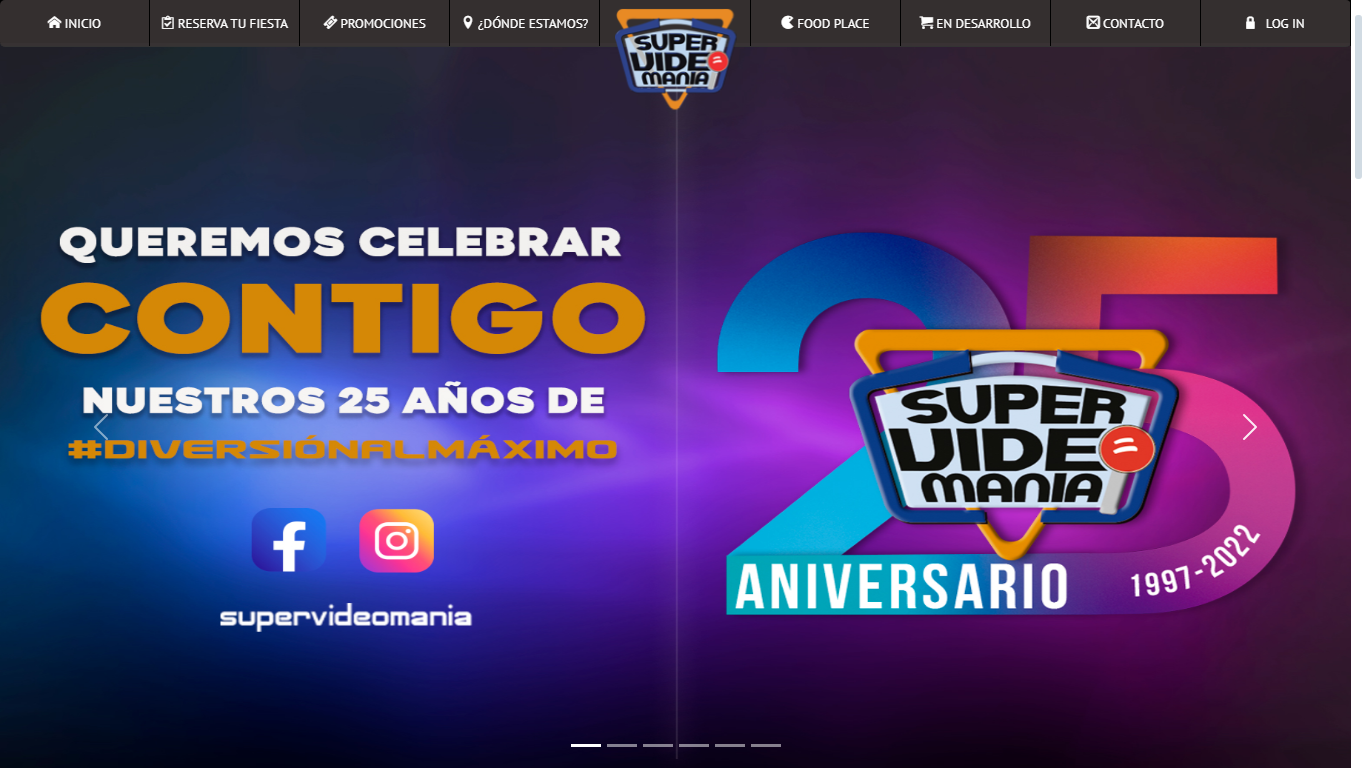 INICIO
RESERVA TU FIESTA
PROMOCIONES
¿DÓNDE ESTAMOS?
SUPER
VIDEO
MANIA
FOOD PLACE
EN DESARROLLO
CONTACTO
LOG IN
QUEREMOS CELEBRAR
CONTIGO
NUESTROS 25 AÑOS DE
#DIVERSIÓNALMÁXIMO
supervideomania
25
SUPER
VIDEO
MANIA
ANIVERSARIO
1997-2022